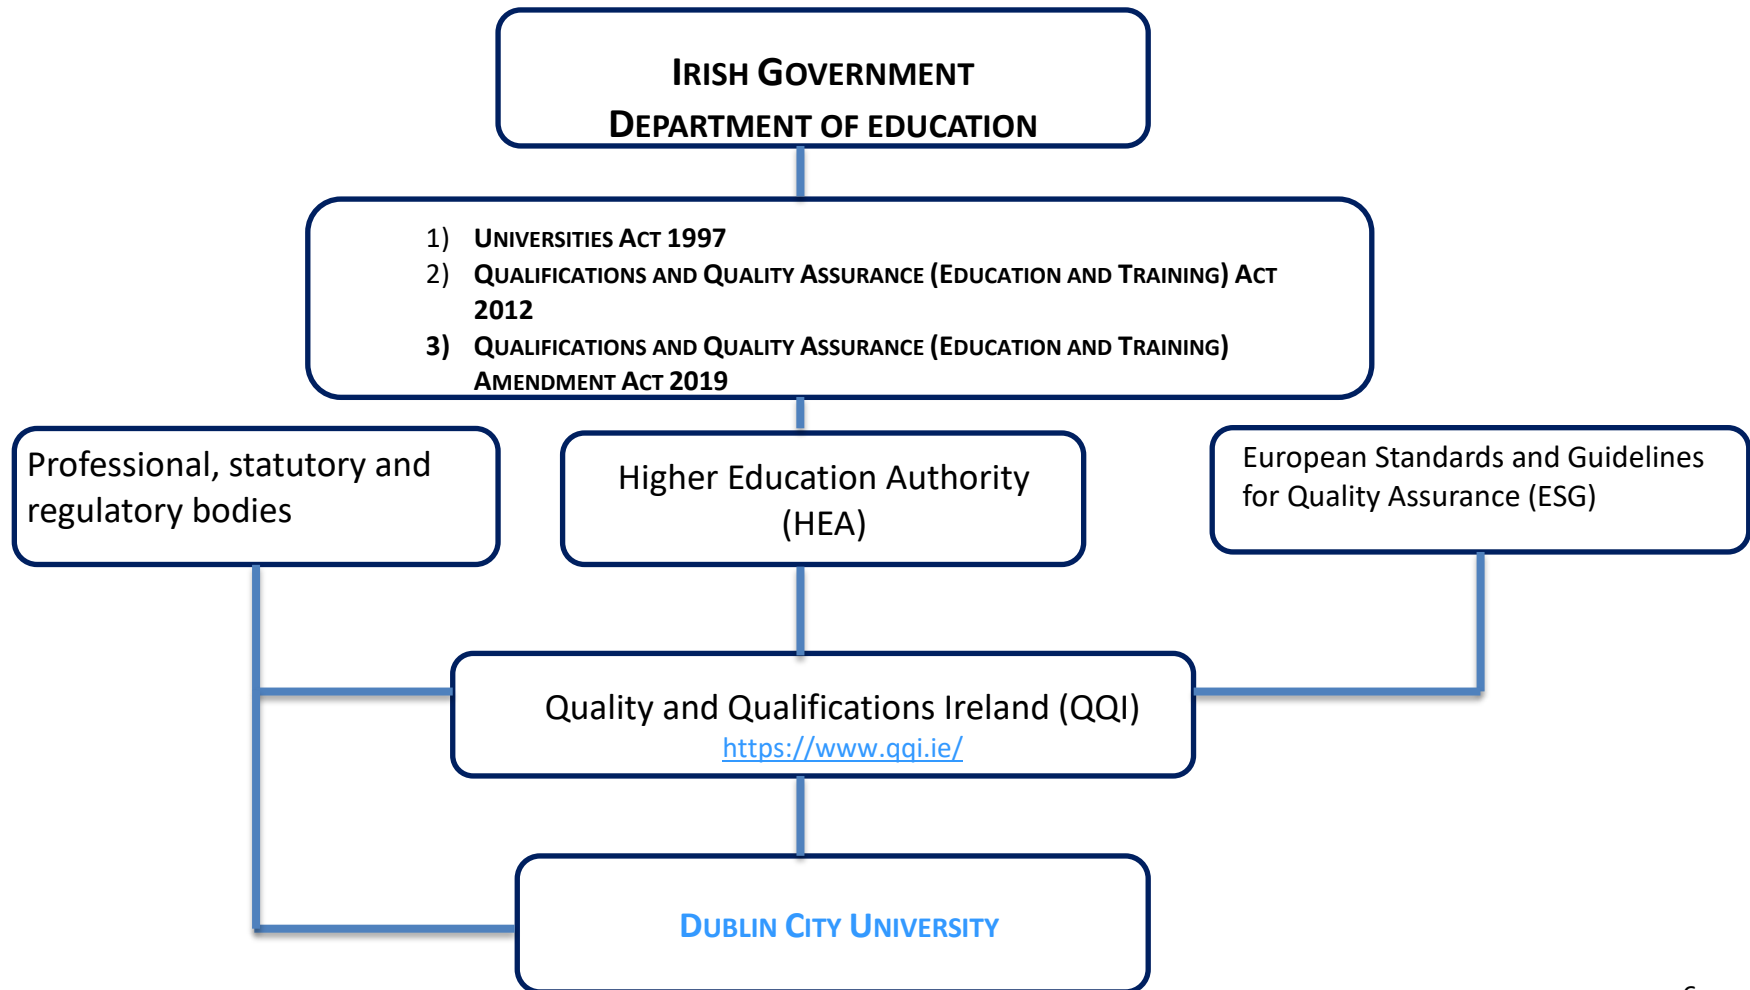 IRISH GOVERNMENT
DEPARTMENT OF EDUCATION
1) UNIVERSITIES ACT 1997
2) QUALIFICATIONS AND QUALITY ASSURANCE (EDUCATION AND TRAINING) ACT
2012
3) QUALIFICATIONS AND QUALITY ASSURANCE (EDUCATION AND TRAINING)
AMENDMENT ACT 2019
Professional, statutory and
regulatory bodies
Higher Education Authority
(HEA)
European Standards and Guidelines
for Quality Assurance (ESG)
Quality and Qualifications Ireland (QQI)
https://www.qqi.ie/
DUBLIN CITY UNIVERSITY